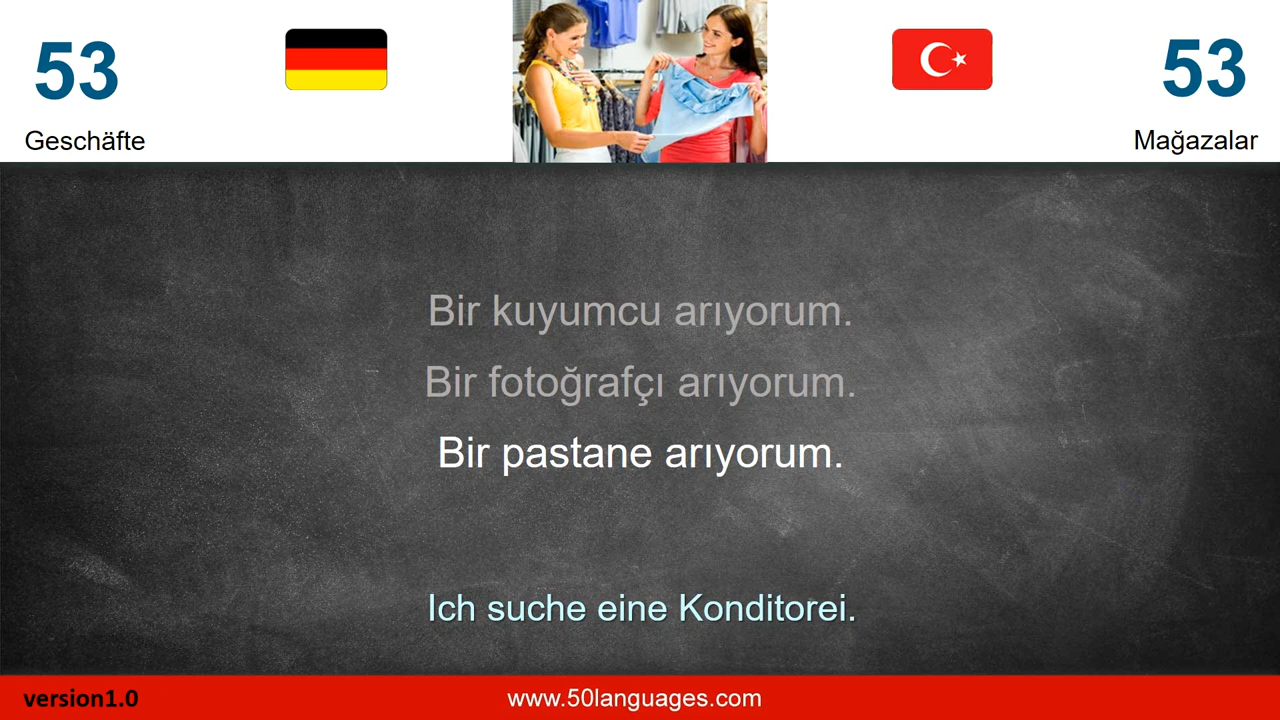 53
53
Geschäfte
Mağazalar
Bir kuyumcu arıyorum.
Bir fotoğrafçı arıyorum.
Bir pastane arıyorum.
Ich suche eine Konditorei.
version1.0
www.50languages.com